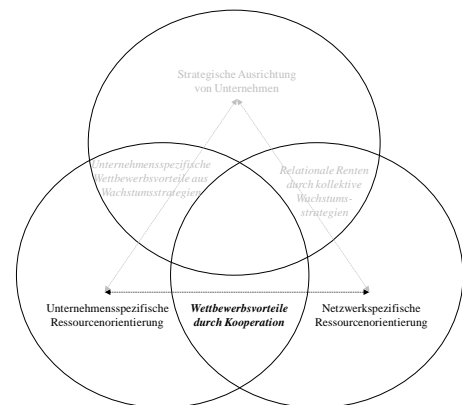 Strategische Ausrichtung
von Unternehmen
Unternehmensspezifische
Wettbewerbsvorteile aus
Wachstumsstrategien
Relationale Renten
durch kollektive
Wachstums-
strategien
Unternehmensspezifische
Ressourcenorientierung
Wettbewerbsvorteile
durch Kooperation
Netzwerkspezifische
Ressourcenorientierung